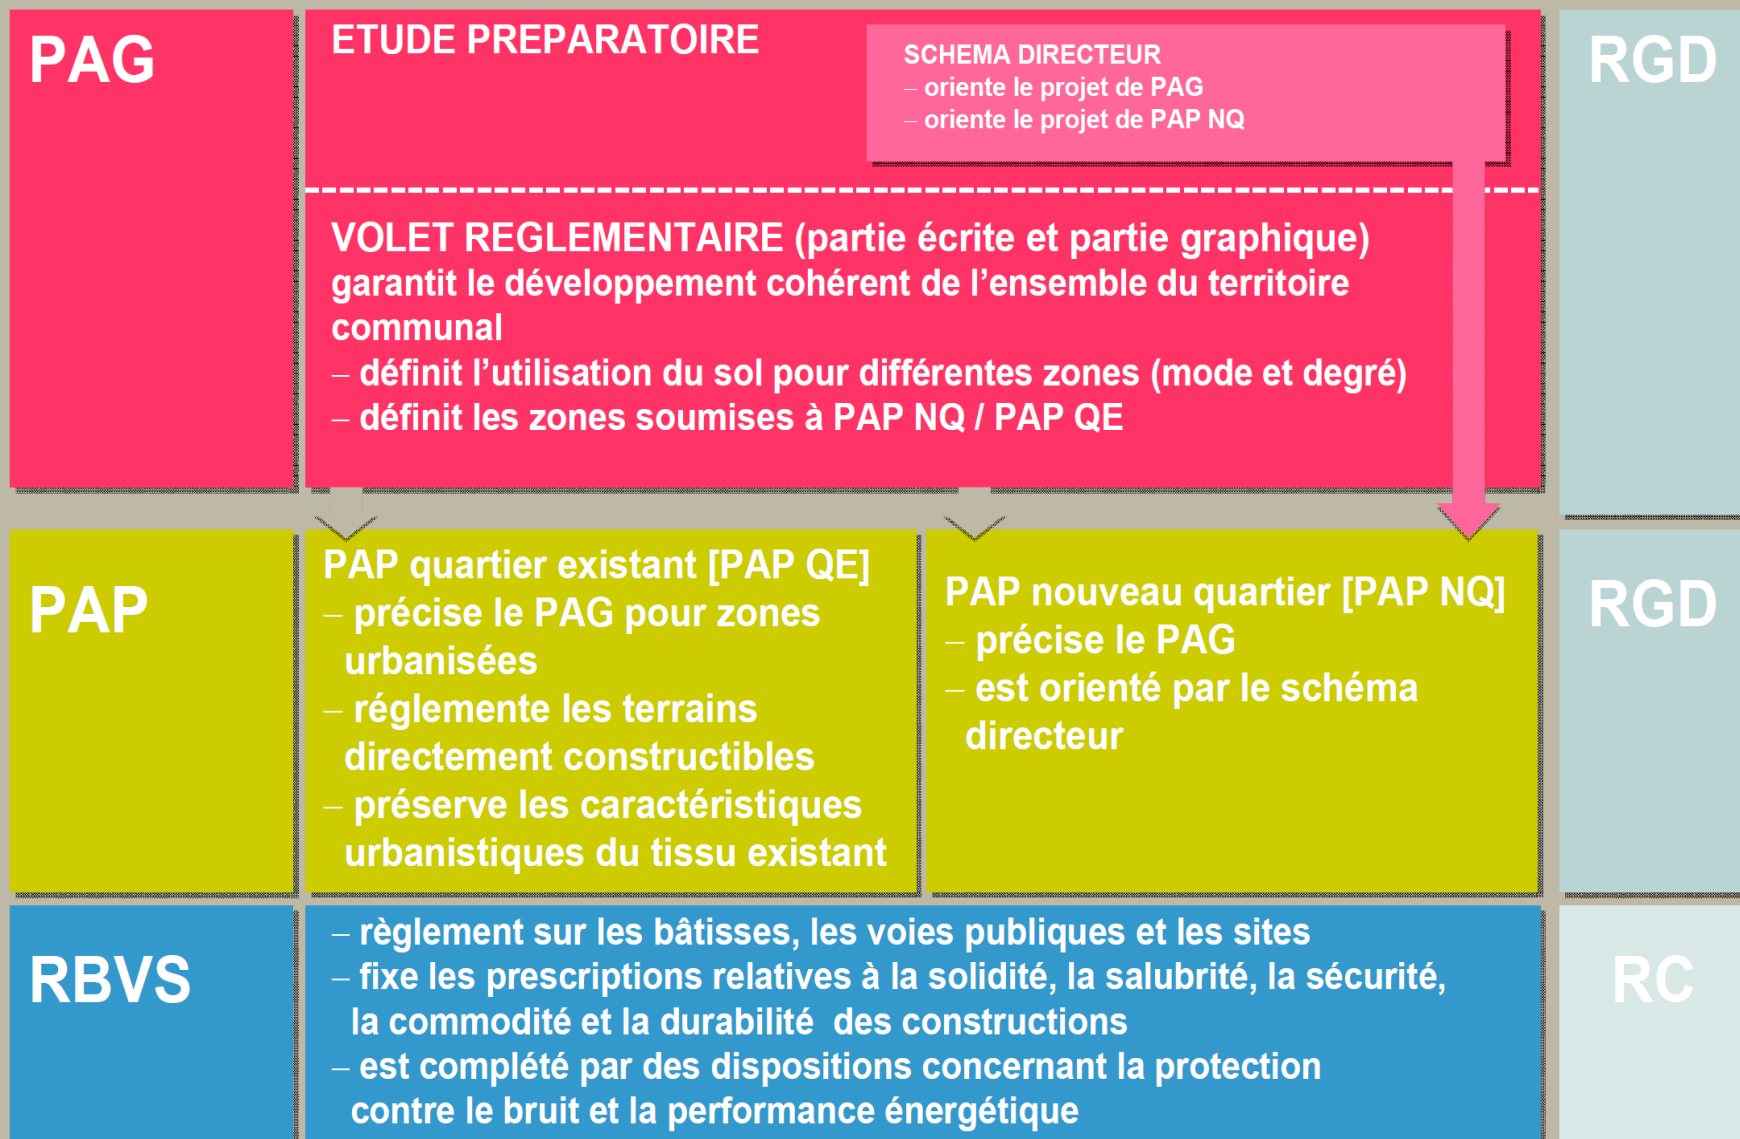 PAG
ETUDE PREPARATOIRE
SCHEMA DIRECTEUR
– oriente le projet de PAG
– oriente le projet de PAP NQ
RGD
VOLET REGLEMENTAIRE (partie écrite et partie graphique)
garantit le développement cohérent de l’ensemble du territoire
communal
– définit l’utilisation du sol pour différentes zones (mode et degré)
– définit les zones soumises à PAP NQ / PAP QE
PAP
PAP quartier existant [PAP QE]
– précise le PAG pour zones
urbanisées
– réglemente les terrains
directement constructibles
– préserve les caractéristiques
urbanistiques du tissu existant
PAP nouveau quartier [PAP NQ]
– précise le PAG
– est orienté par le schéma
directeur
RGD
RBVS
– règlement sur les bâtisses, les voies publiques et les sites
– fixe les prescriptions relatives à la solidité, la salubrité, la sécurité,
la commodité et la durabilité des constructions
– est complété par des dispositions concernant la protection
contre le bruit et la performance énergétique
RC